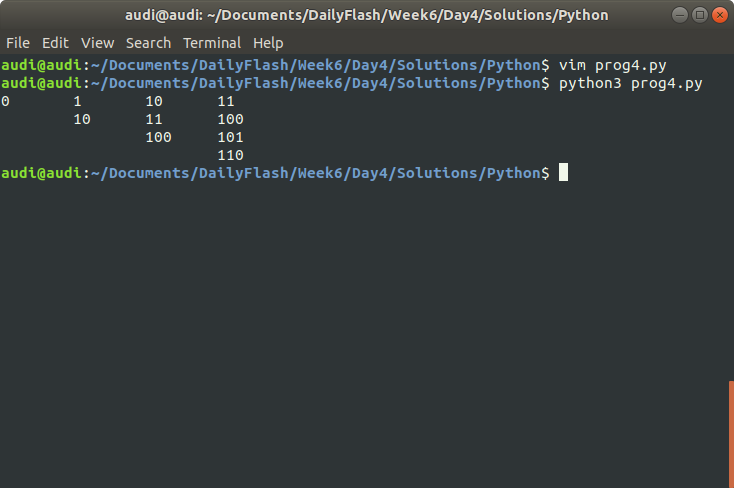 audi@audi: ~/Documents/DailyFlash/Week6/Day4/Solutions/Python
File Edit View Search Terminal Help
audi@audi:~/Documents/DailyFlash/Week6/Day4/Solutions/Python$ vim prog4.py
audi@audi:~/Documents/DailyFlash/Week6/Day4/Solutions/Python$ python3 prog4.py
0       1       10      11
        10      11      100
                100     101
                        110
audi@audi:~/Documents/DailyFlash/Week6/Day4/Solutions/Python$